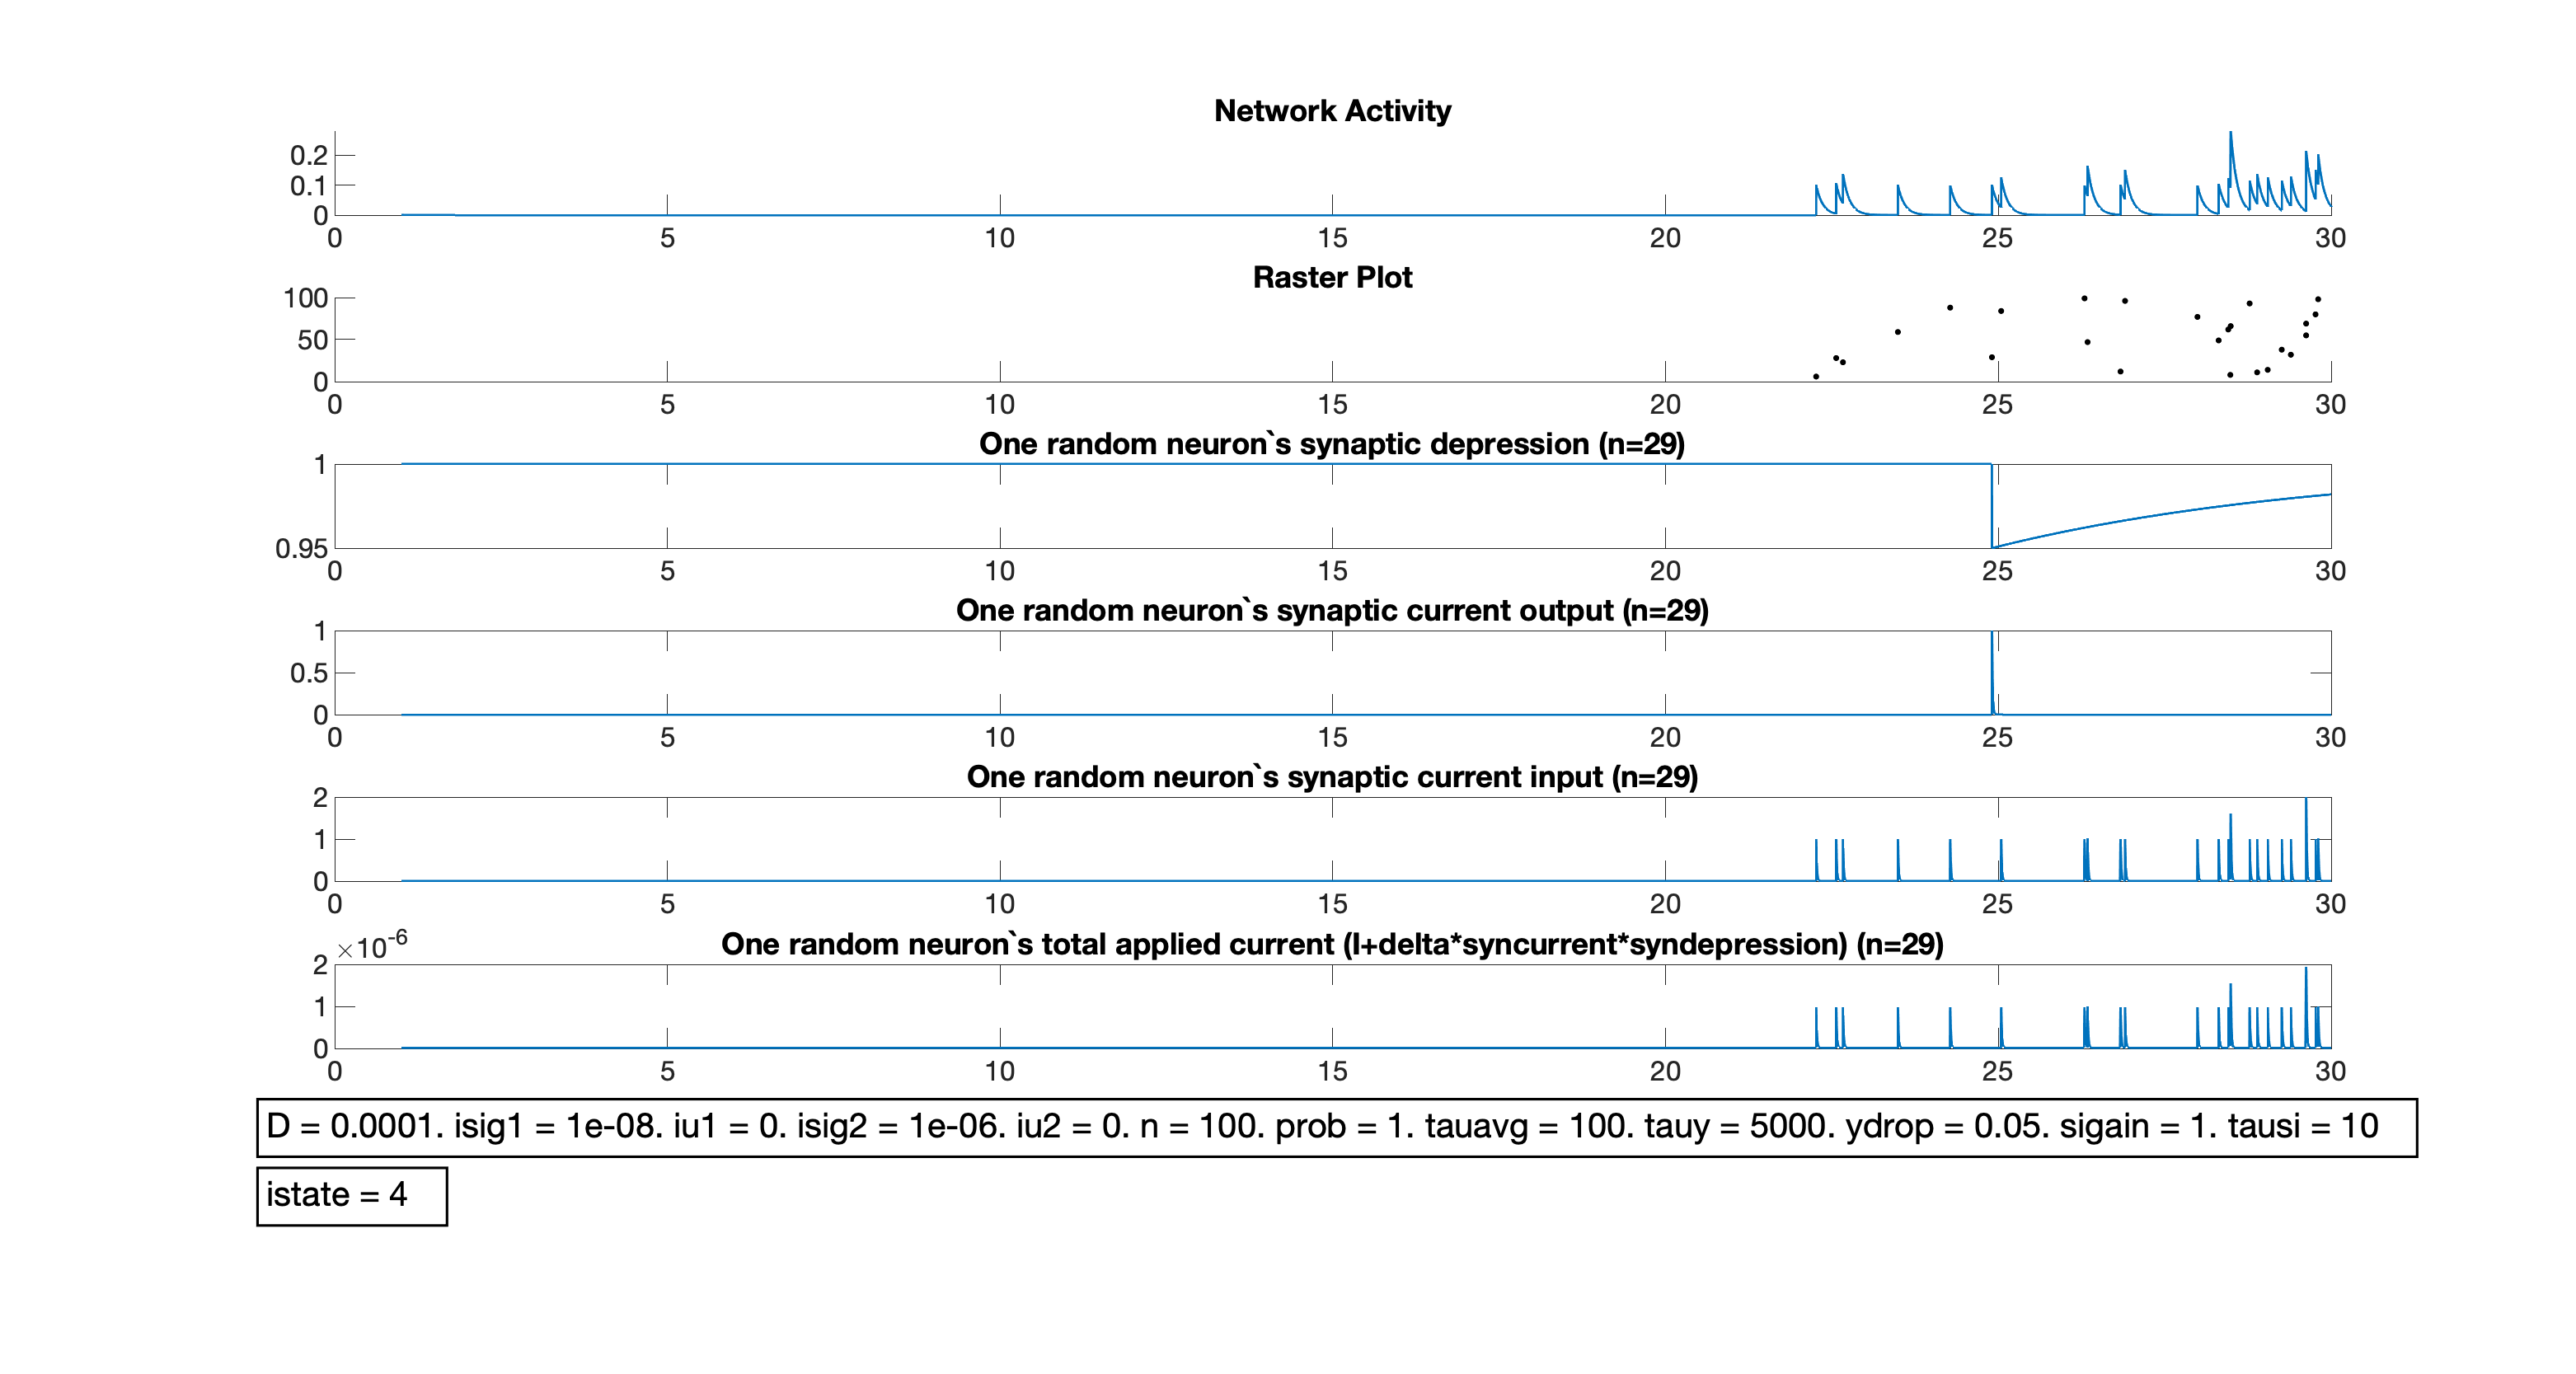 Network Activity
0.2
0.1
0
0 5 10 15 20 25 30
Raster Plot
100
50
0
0 5 10 15 20 25 30
One random neuron`s synaptic depression (n=29)
1
0.95
0 5 10 15 20 25 30
One random neuron`s synaptic current output (n=29)
1
0.5
0
0 5 10 15 20 25 30
One random neuron`s synaptic current input (n=29)
2
1
0
0 5 10 15 20 25 30
×10-6 One random neuron`s total applied current (I+delta*syncurrent*syndepression) (n=29)
2
1
0
0 5 10 15 20 25 30
D = 0.0001. isig1 = 1e-08. iu1 = 0. isig2 = 1e-06. iu2 = 0. n = 100. prob = 1. tauavg = 100. tauy = 5000. ydrop = 0.05. sigain = 1. tausi = 10
istate = 4